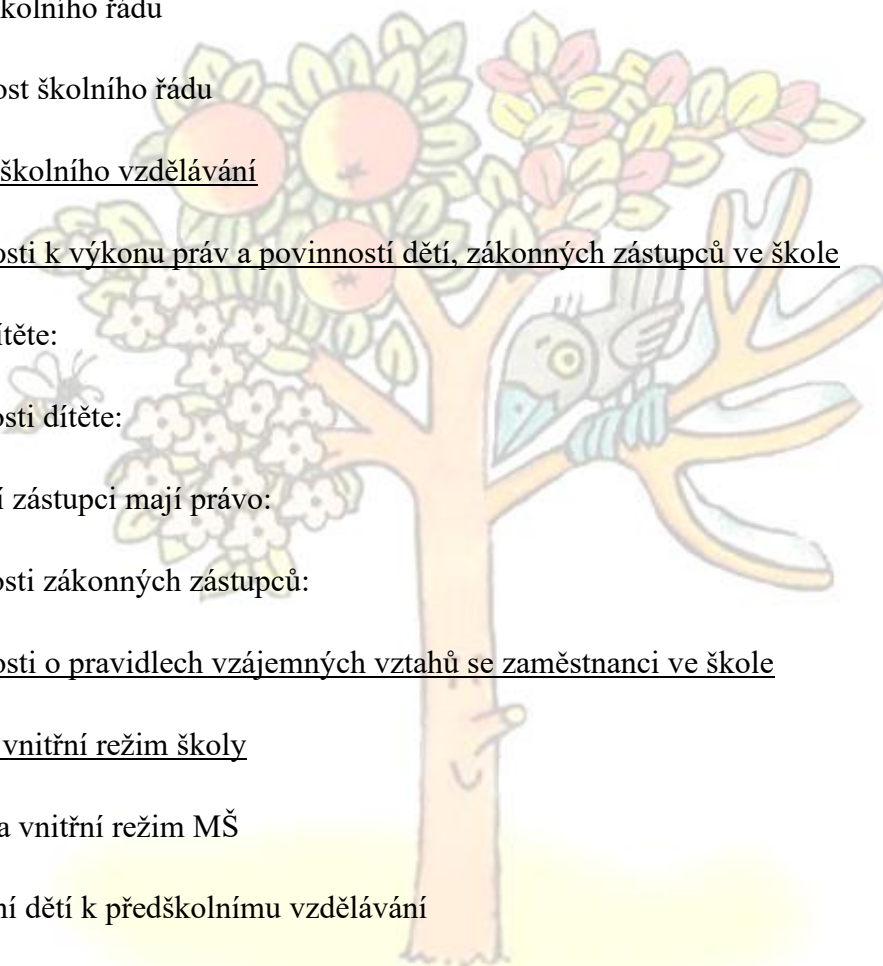 kolního řádu
ost školního řádu
školního vzdělávání
osti k výkonu práv a povinností dětí, zákonných zástupců ve škole
ítěte:
osti dítěte:
í zástupci mají právo:
osti zákonných zástupců:
osti o pravidlech vzájemných vztahů se zaměstnanci ve škole
vnitřní režim školy
a vnitřní režim MŠ
ní dětí k předškolnímu vzdělávání